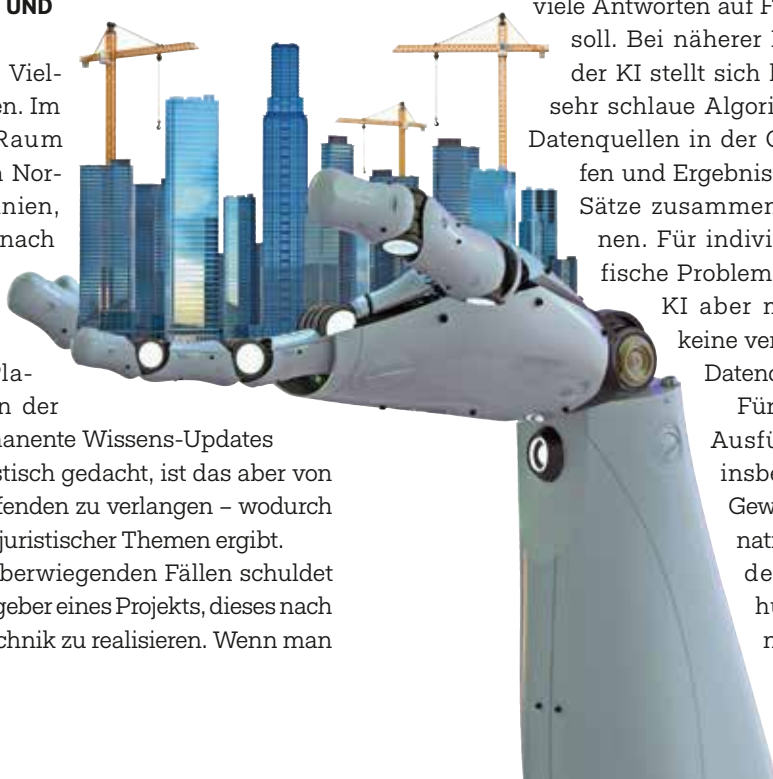 UND
Viel-
en. Im
Raum
n Nor-
nien,
nach
Pla-
n der
manente Wissens-Updates
stisch gedacht, ist das aber von
fenden zu verlangen – wodurch
juristischer Themen ergibt.
berwiegenden Fällen schuldet
geber eines Projekts, dieses nach
chnik zu realisieren. Wenn man
viele Antworten auf F
soll. Bei näherer
der KI stellt sich
sehr schlaue Algori
Datenquellen in der
fen und Ergebnis
Sätze zusammen
nen. Für indivi
fische Problem
KI aber n
keine ver
Datenq
Für
Ausfü
insbe
Gew
nati
de
hu
n